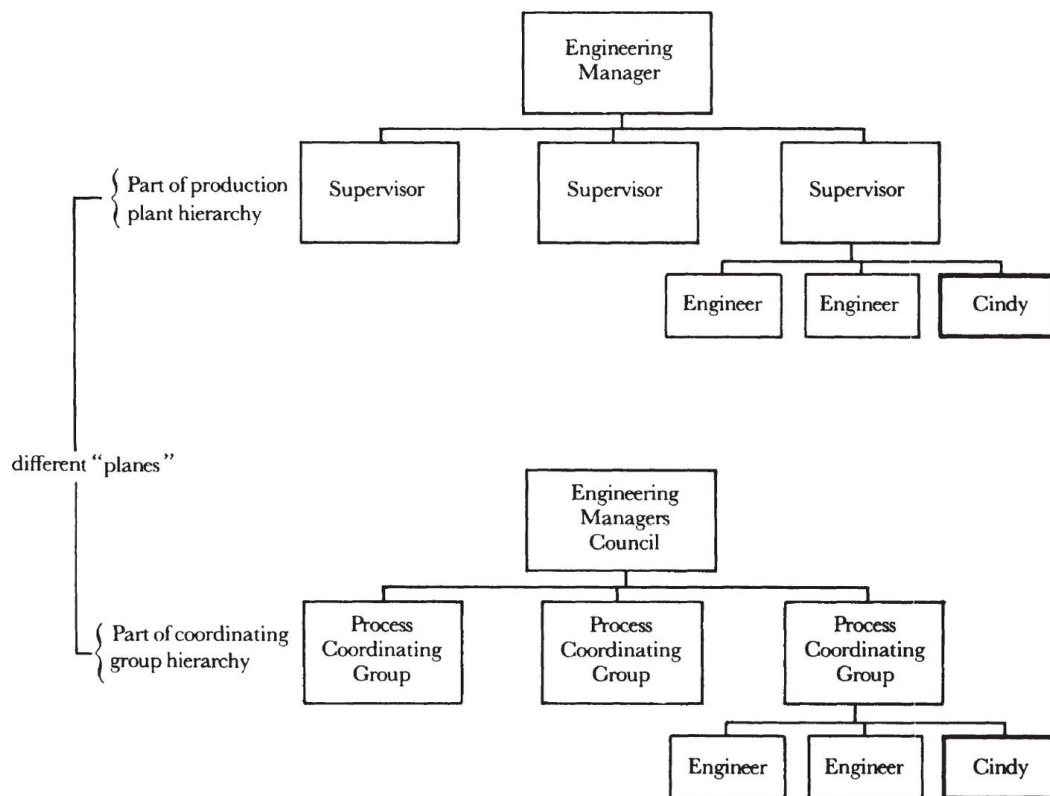 Engineering
Manager
Supervisor
Supervisor
Supervisor
Part of production
plant hierarchy
Engineer
Engineer
Cindy
different “planes”
Engineering
Managers
Council
Process
Coordinating
Group
Process
Coordinating
Group
Process
Coordinating
Group
Part of coordinating
group hierarchy
Engineer
Engineer
Cindy